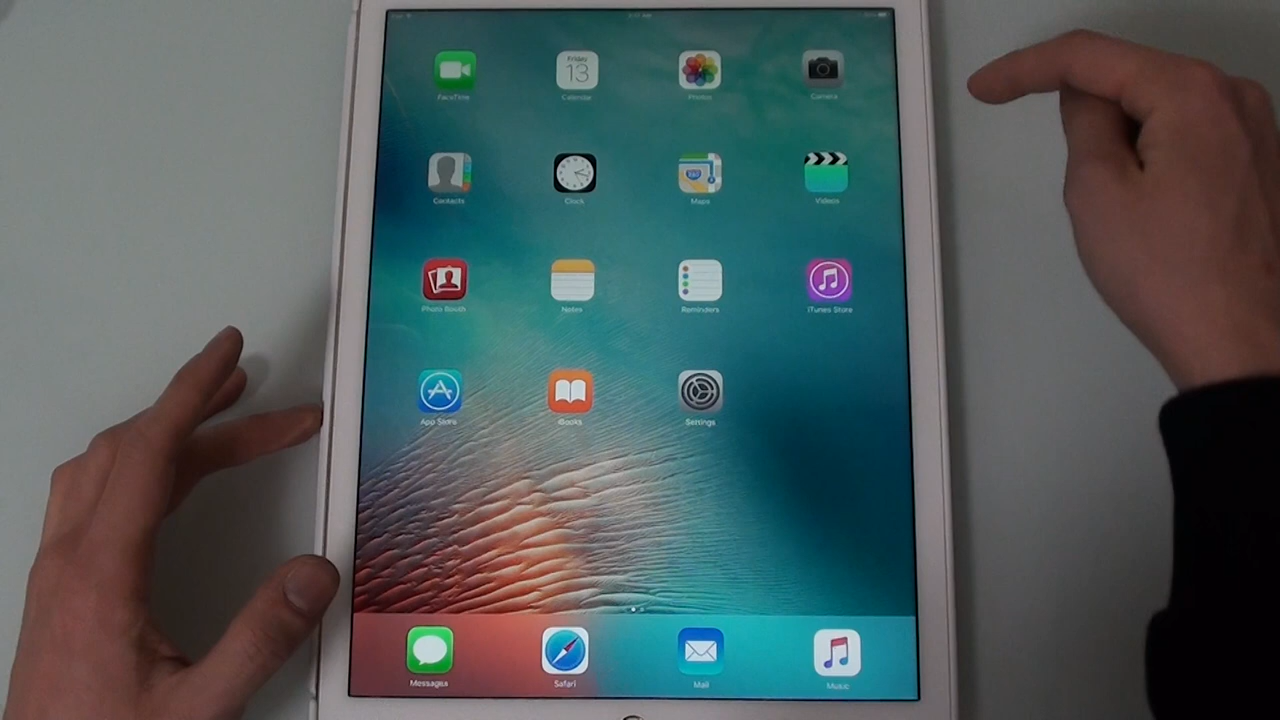 FaceTime
Friday
13
Calendar
Photos
Camera
Contacts
Clock
Maps
Videos
Photo Booth
Notes
Reminders
iTunes Store
App Store
iBooks
Settings
Messages
Safari
Mail
Music